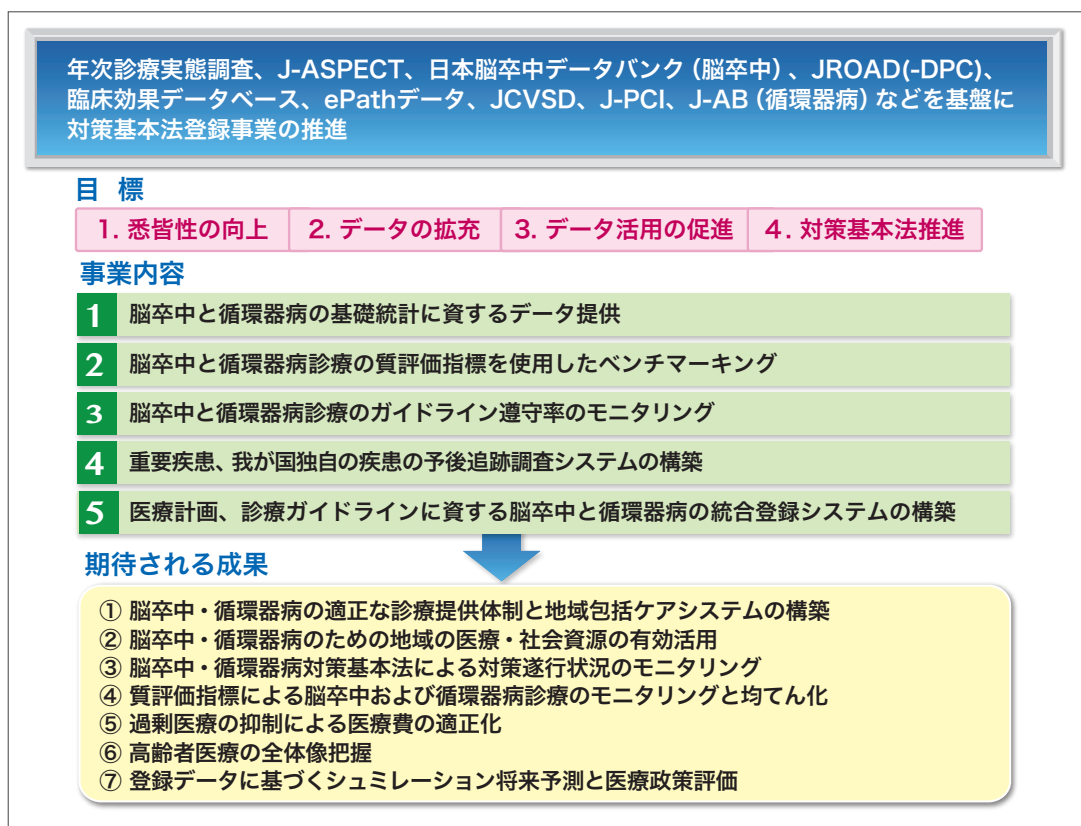 年次診療実態調査、J-ASPECT、日本脳卒中データバンク（脳卒中）、JROAD(-DPC)、
臨床効果データベース、ePathデータ、JCVSD、J-PCI、J-AB（循環器病）などを基盤に
対策基本法登録事業の推進
目 標
1. 悉皆性の向上 2. データの拡充 3. データ活用の促進 4. 対策基本法推進
事業内容
1 脳卒中と循環器病の基礎統計に資するデータ提供
2 脳卒中と循環器病診療の質評価指標を使用したベンチマーキング
3 脳卒中と循環器病診療のガイドライン遵守率のモニタリング
4 重要疾患、我が国独自の疾患の予後追跡調査システムの構築
5 医療計画、診療ガイドラインに資する脳卒中と循環器病の統合登録システムの構築
期待される成果
① 脳卒中・循環器病の適正な診療提供体制と地域包括ケアシステムの構築
② 脳卒中・循環器病のための地域の医療・社会資源の有効活用
③ 脳卒中・循環器病対策基本法による対策遂行状況のモニタリング
④ 質評価指標による脳卒中および循環器病診療のモニタリングと均てん化
⑤ 過剰医療の抑制による医療費の適正化
⑥ 高齢者医療の全体像把握
⑦ 登録データに基づくシュミレーション将来予測と医療政策評価